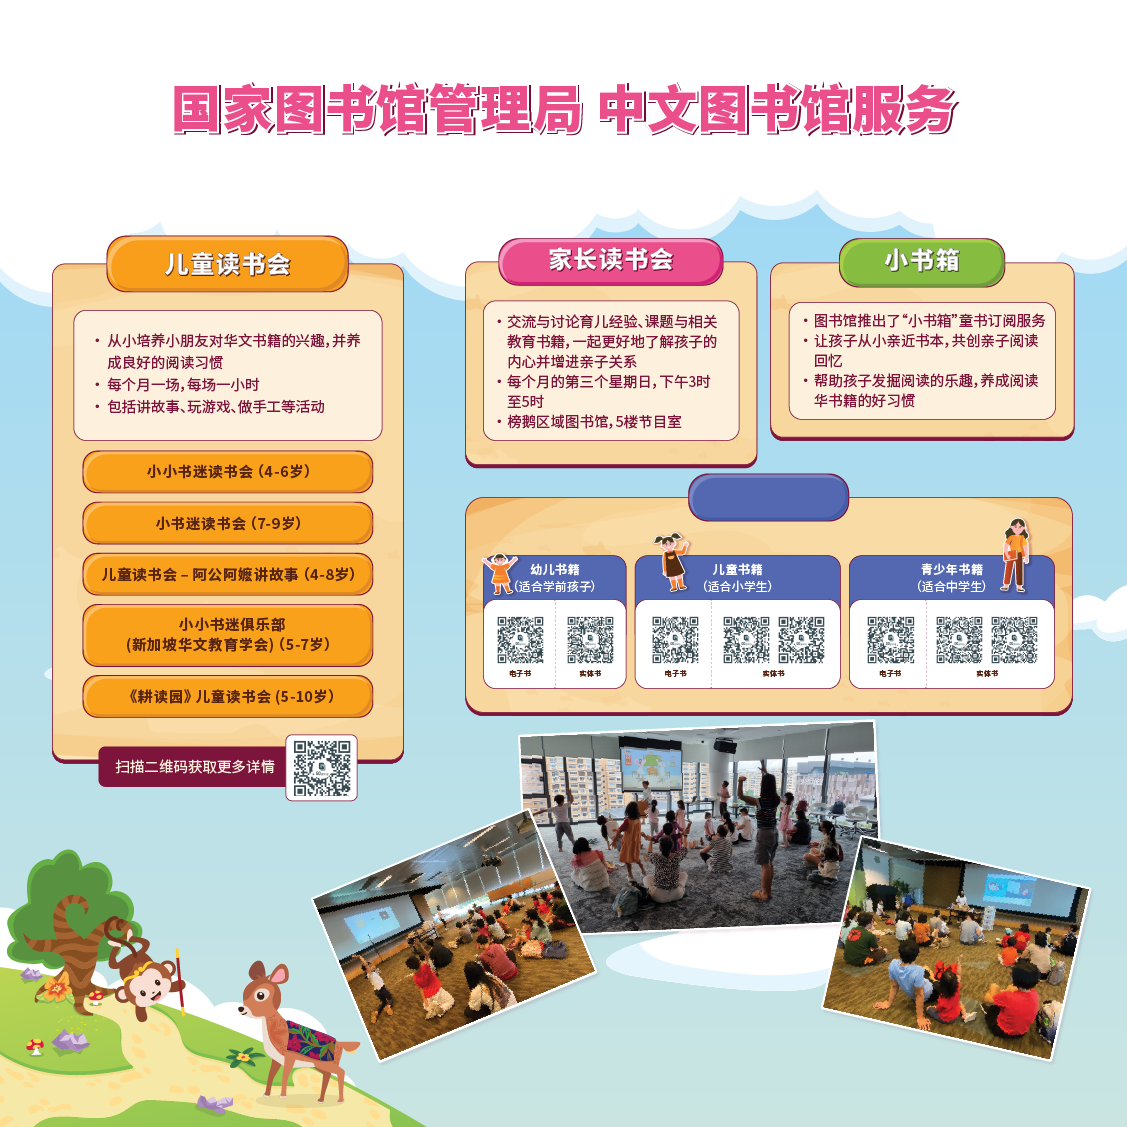 国家图书馆管理局 中文图书馆服务
儿童读书会
• 从小培养小朋友对华文书籍的兴趣，并养
成良好的阅读习惯
• 每个月一场，每场一小时
• 包括讲故事、玩游戏、做手工等活动
小小书迷读书会（4-6岁）
小书迷读书会（7-9岁）
儿童读书会 – 阿公阿嬷讲故事（4-8岁）
小小书迷俱乐部
(新加坡华文教育学会)（5-7岁）
《耕读园》儿童读书会 (5-10岁）
扫描二维码获取更多详情
家长读书会
• 交流与讨论育儿经验、课题与相关
教育书籍，一起更好地了解孩子的
内心并增进亲子关系
• 每个月的第三个星期日，下午3时
至5时
• 榜鹅区域图书馆，5楼节目室
小书箱
• 图书馆推出了“小书箱”童书订阅服务
• 让孩子从小亲近书本，共创亲子阅读
回忆
• 帮助孩子发掘阅读的乐趣，养成阅读
华书籍的好习惯
幼儿书籍
（适合学前孩子）
电子书
实体书
儿童书籍
（适合小学生）
电子书
实体书
青少年书籍
（适合中学生）
电子书
实体书